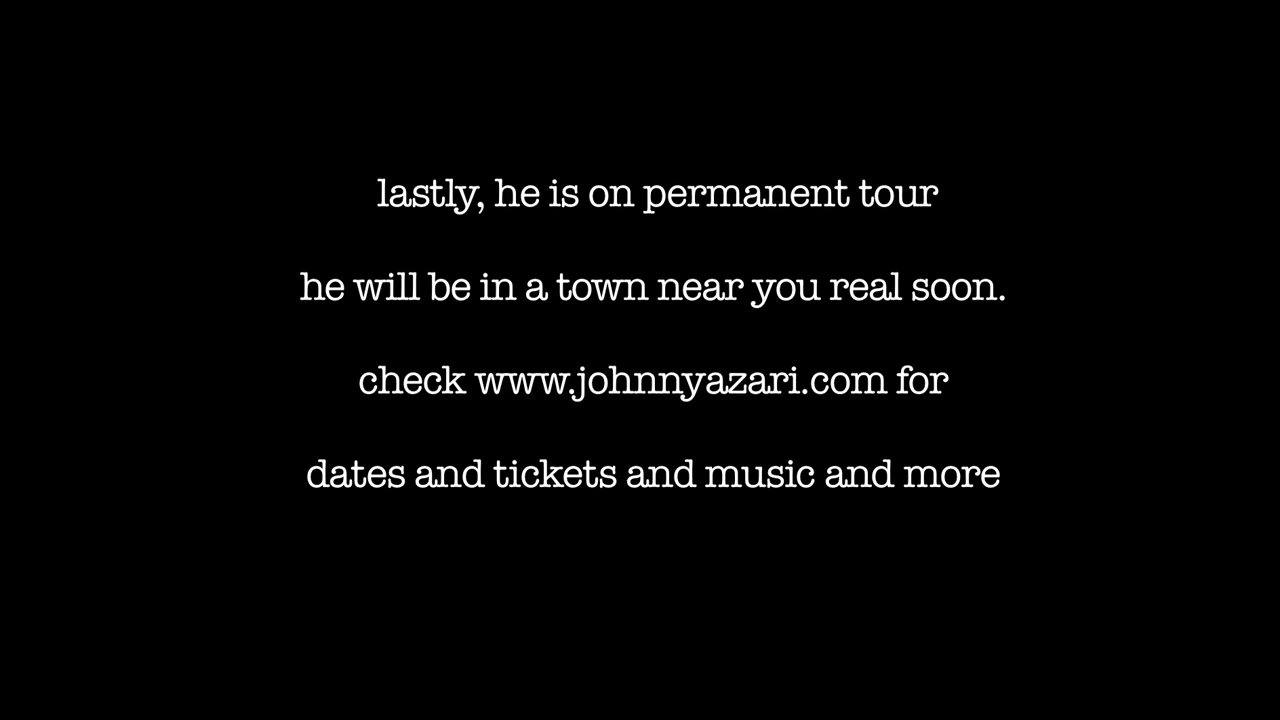 lastly, he is on permanent tour
he will be in a town near you real soon.
check www.johnnyazari.com for
dates and tickets and music and more